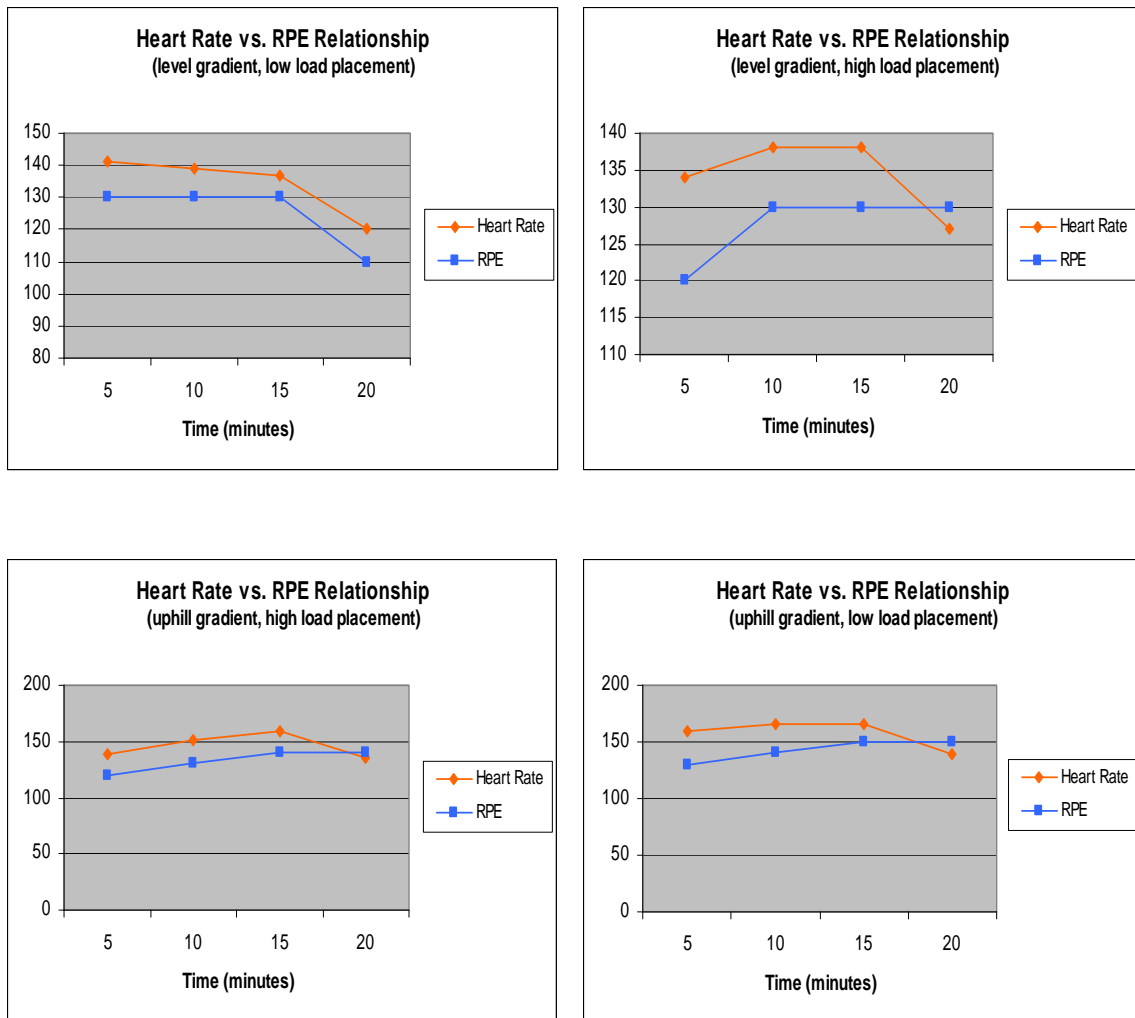 Heart Rate vs. RPE Relationship
(level gradient, low load placement)
150
140
130
120
110
100
90
80
5 10 15 20
Time (minutes)
Heart Rate
RPE
Heart Rate vs. RPE Relationship
(level gradient, high load placement)
140
135
130
125
120
115
110
5 10 15 20
Time (minutes)
Heart Rate
RPE
Heart Rate vs. RPE Relationship
(uphill gradient, high load placement)
200
150
100
50
0
5 10 15 20
Time (minutes)
Heart Rate
RPE
Heart Rate vs. RPE Relationship
(uphill gradient, low load placement)
200
150
100
50
0
5 10 15 20
Time (minutes)
Heart Rate
RPE